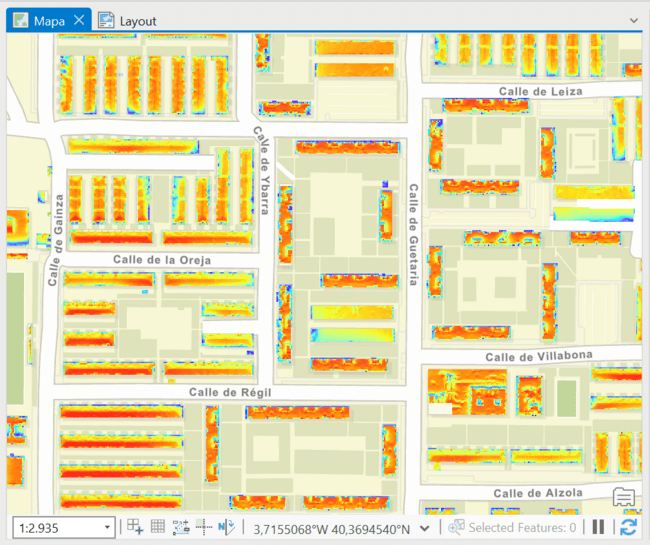 Mapa
Layout
Calle de Leiza
Calle de Ybarra
Calle de Guetaria
Calle de Gainza
Calle de la Oreja
Calle de Villabona
Calle de Régil
Calle de Alzola
1:2.935
3,7155068°W 40,3694540°N
Selected Features: 0